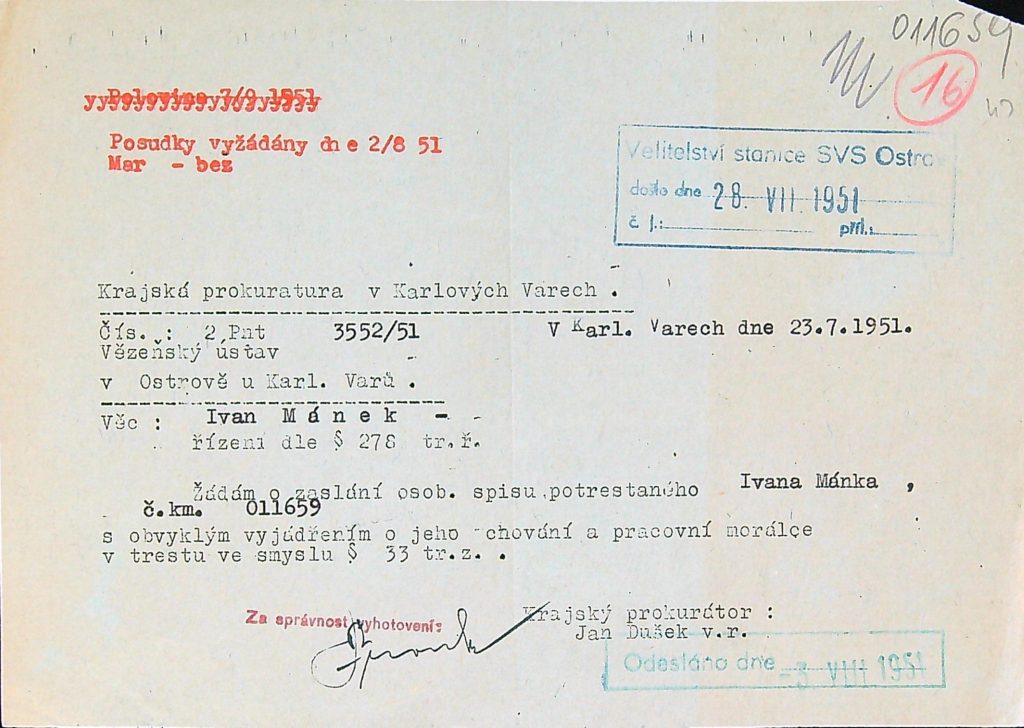 011659
16
Polovina 7/9 1951
Posudky vyžádány dne 2/8 51
Mar - bez
Velitelství stanice SVS Ostrov
došlo dne 28. VII. 1951
č j.: příl.:
Krajská prokuratura v Karlových Varech .
Čís. : 2 Pnt 3552/51 V Karl. Varech dne 23.7.1951.
Vězeňský ústav
v Ostrově u Karl. Varů .
Věc : Ivan Mánek -
řízení dle § 278 tr.ř.
Žádám o zaslání osob. spisu potrestaného Ivana Mánka ,
č.km. 011659
s obvyklým vyjádřením o jeho chování a pracovní morálce
v trestu ve smyslu § 33 tr.z. .
Za správnost vyhotovení:
Krajský prokurátor :
Jan Dušek v.r.
Odesláno dne -3 VIII 1951